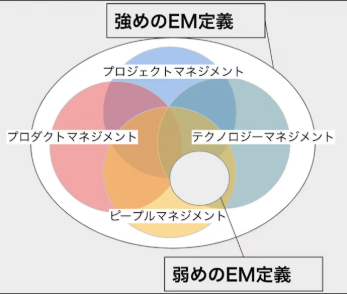 強めのEM定義
プロジェクトマネジメント
プロダクトマネジメント
テクノロジーマネジメント
ピープルマネジメント
弱めのEM定義